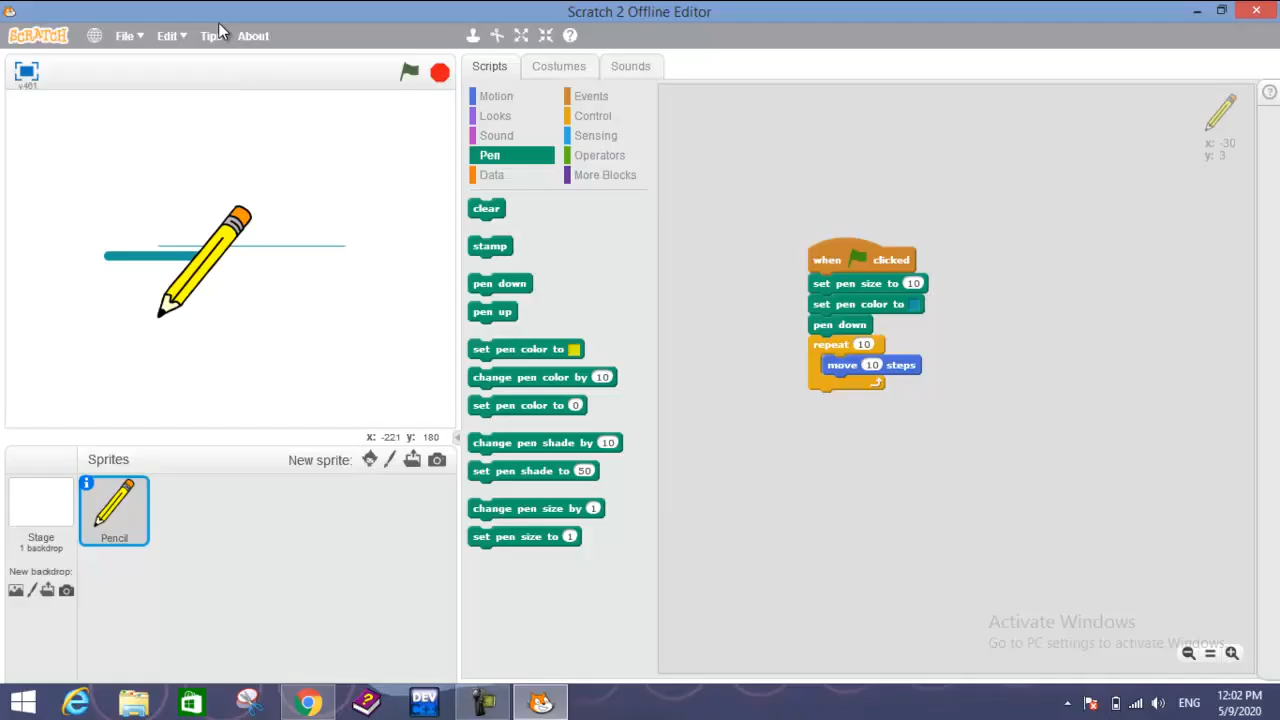 Scratch 2 Offline Editor
SCRATCH File Edit Tips About
v461
Scripts Costumes Sounds
Motion Events
Looks Control
Sound Sensing
Pen Operators
Data More Blocks
x: -30
y: 3
clear
stamp
pen down
pen up
set pen color to
change pen color by 10
set pen color to 0
change pen shade by 10
set pen shade to 50
change pen size by 1
set pen size to 1
when clicked
set pen size to 10
set pen color to
pen down
repeat 10
move 10 steps
x: -221 y: 180
Sprites New sprite:
Stage
1 backdrop
New backdrop:
Pencil
Activate Windows
Go to PC settings to activate Windows.
DEV
ENG
12:02 PM
5/9/2020